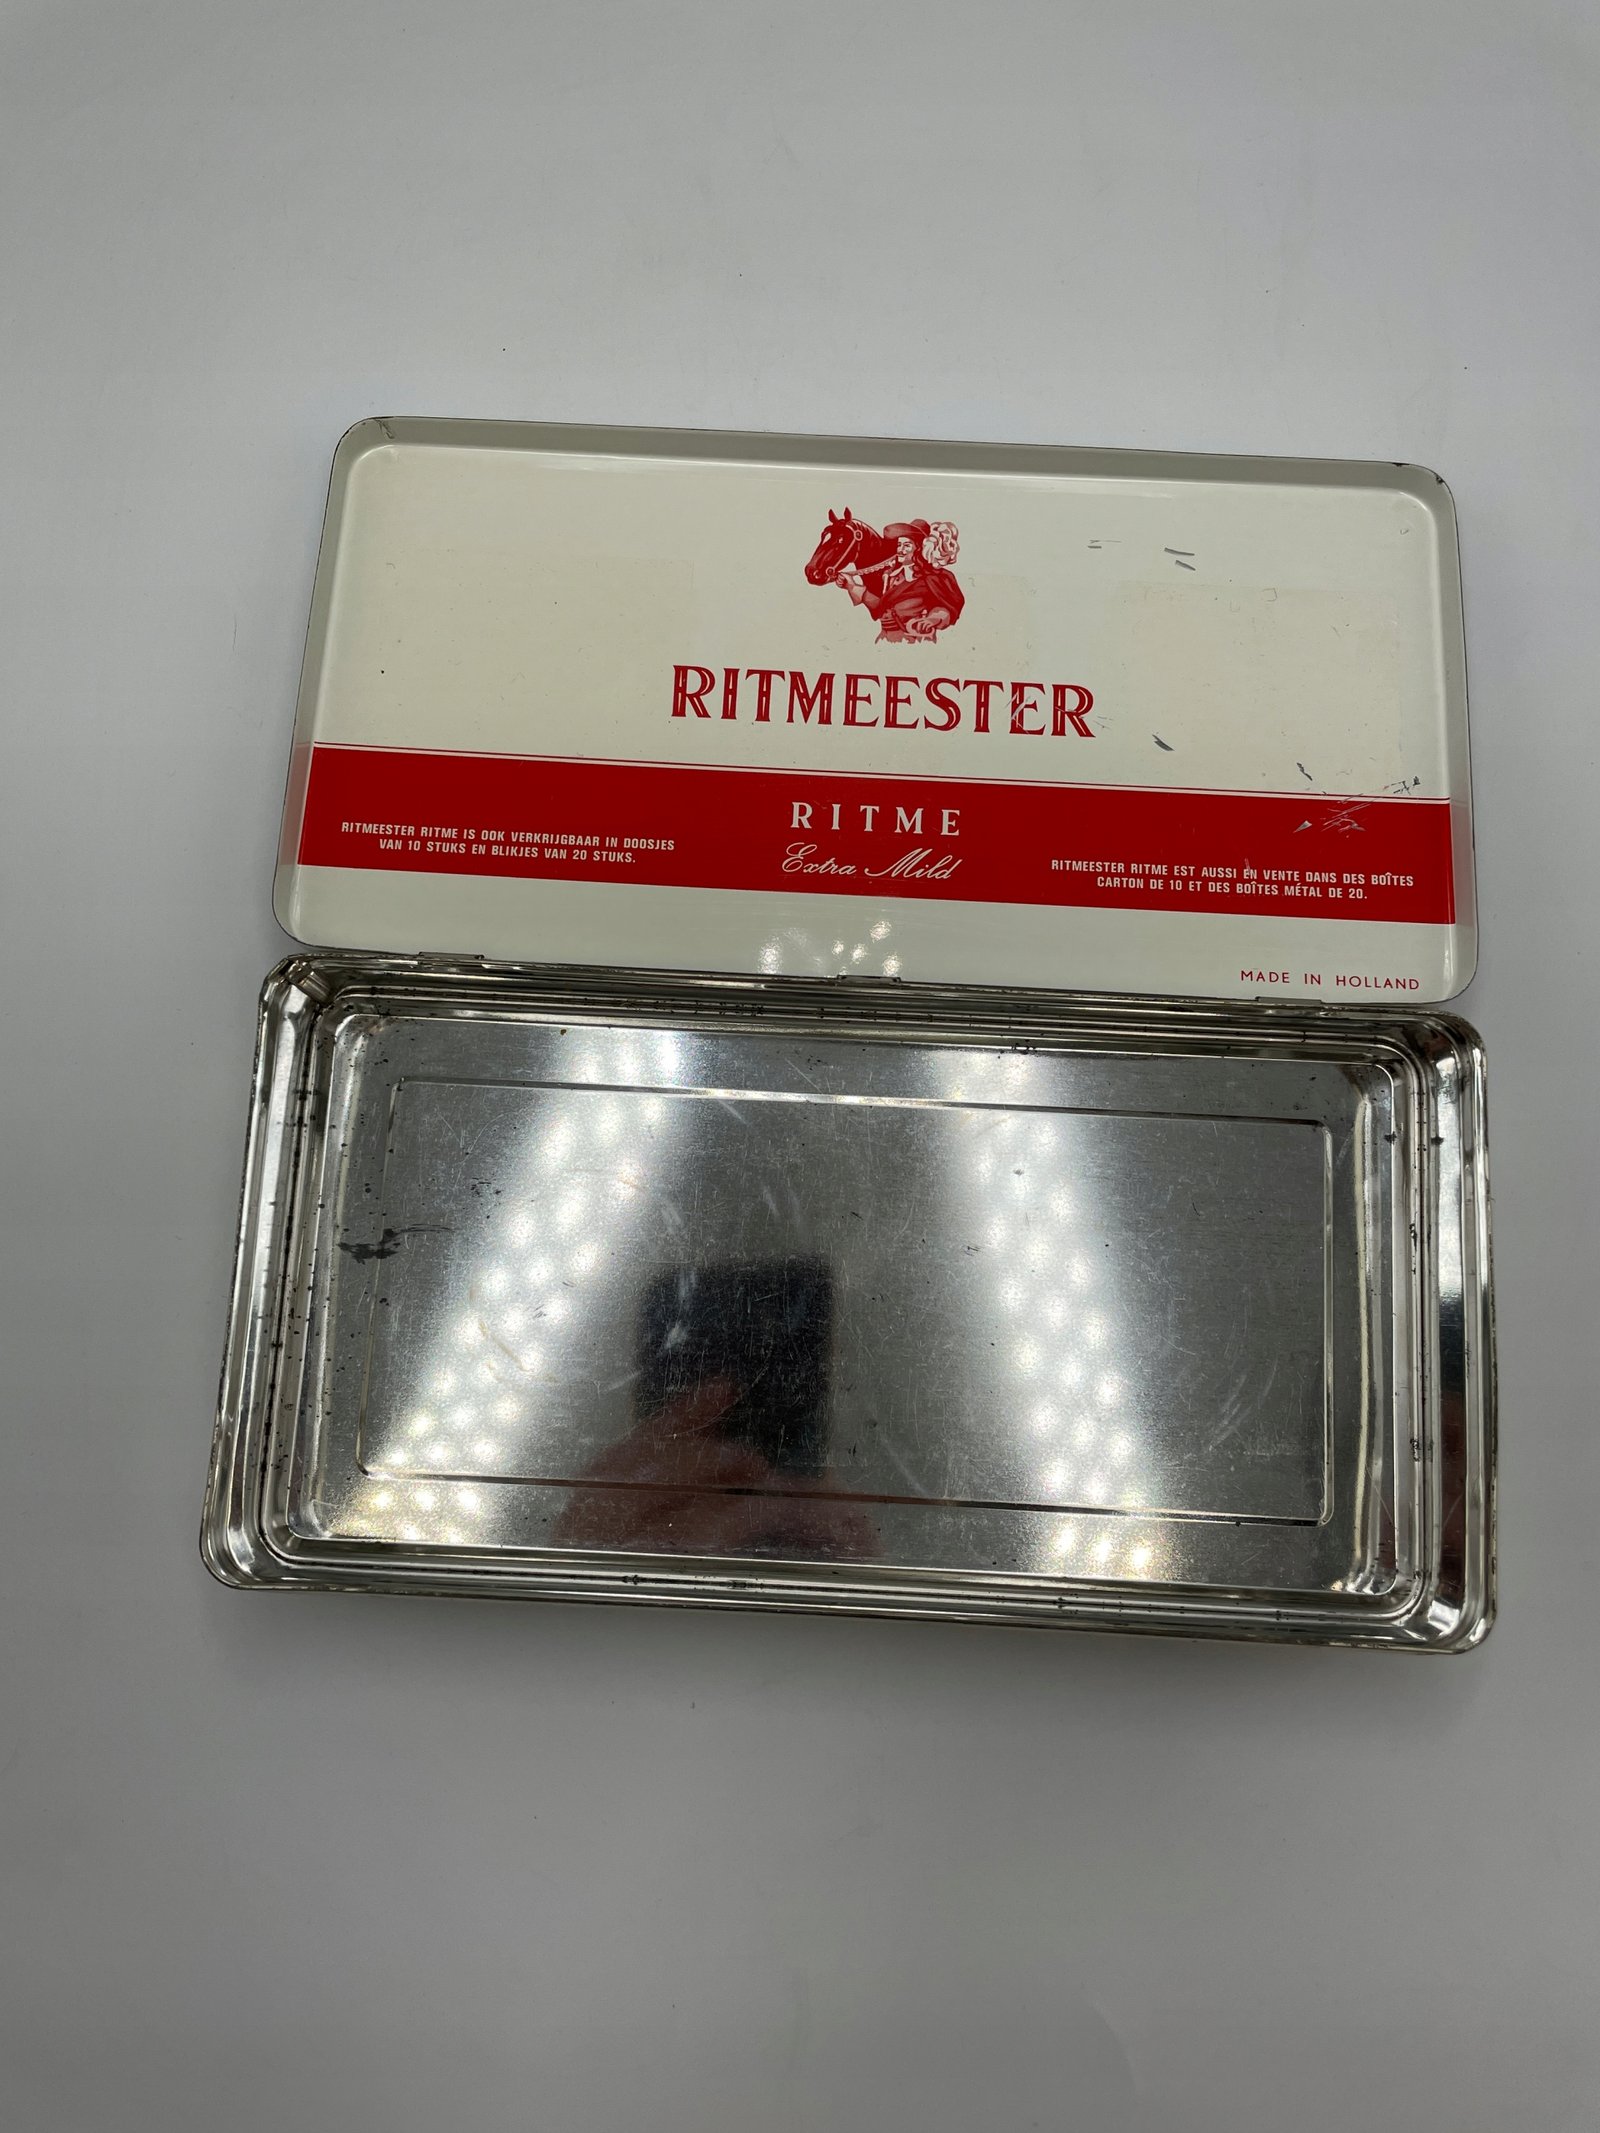 RITMEESTER
RITME
Extra Mild
RITMEESTER RITME IS OOK VERKRIJGBAAR IN DOOSJES
VAN 10 STUKS EN BLIKJES VAN 20 STUKS.
RITMEESTER RITME EST AUSSI EN VENTE DANS DES BOÎTES
CARTON DE 10 ET DES BOÎTES MÉTAL DE 20.
MADE IN HOLLAND